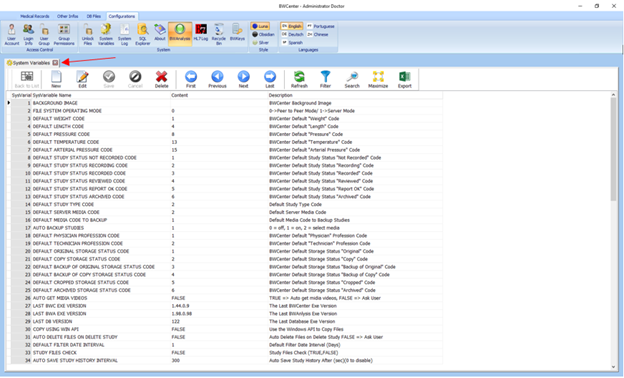 BWCenter - Administrator Doctor
Medical Records Other Infos DB Files Configurations
User Account Login Info User Group Group Permissions Unlock Files System Variables System Log SQL Explorer About BWAnalysis HL7 Log Recycle Bin BWKeys
Luna Obsidian Silver
English Deutsch Spanish Portuguese Chinese
Access Control System Style Languages
System Variables
Back to List New Edit Save Cancel Delete First Previous Next Last Refresh Filter Search Maximize Export
SysVariable Name Content Description
1 BACKGROUND IMAGE BWCenter Background Image
2 FILE SYSTEM OPERATING MODE 0 0->Peer to Peer Mode/ 1->Server Mode
3 DEFAULT WEIGHT CODE 1 BWCenter Default "Weight" Code
4 DEFAULT LENGTH CODE 4 BWCenter Default "Length" Code
5 DEFAULT PRESSURE CODE 8 BWCenter Default "Pressure" Code
6 DEFAULT TEMPERATURE CODE 13 BWCenter Default "Temperature" Code
7 DEFAULT ARTERIAL PRESSURE CODE 15 BWCenter Default "Arterial Pressure" Code
8 DEFAULT STUDY STATUS NOT RECORDED CODE 1 BWCenter Default Study Status "Not Recorded" Code
9 DEFAULT STUDY STATUS RECORDING CODE 2 BWCenter Default Study Status "Recording" Code
10 DEFAULT STUDY STATUS RECORDED CODE 3 BWCenter Default Study Status "Recorded" Code
11 DEFAULT STUDY STATUS REVIEWED CODE 4 BWCenter Default Study Status "Reviewed" Code
12 DEFAULT STUDY STATUS REPORT OK CODE 5 BWCenter Default Study Status "Report OK" Code
13 DEFAULT STUDY STATUS ARCHIVED CODE 6 BWCenter Default Study Status "Archived" Code
14 DEFAULT STUDY TYPE CODE 2 Default Study Type Code
15 DEFAULT SERVER MEDIA CODE 2 Default Server Media Code
16 DEFAULT MEDIA CODE TO BACKUP 1 Default Media Code to Backup Studies
17 AUTO BACKUP STUDIES 1 0 = off, 1 = on, 2 = select media
18 DEFAULT PHYSICIAN PROFESSION CODE 1 BWCenter Default "Physician" Profession Code
19 DEFAULT TECHNICIAN PROFESSION CODE 2 BWCenter Default "Technician" Profession Code
20 DEFAULT ORIGINAL STORAGE STATUS CODE 1 BWCenter Default Storage Status "Original" Code
21 DEFAULT COPY STORAGE STATUS CODE 2 BWCenter Default Storage Status "Copy" Code
22 DEFAULT BACKUP OF ORIGINAL STORAGE STATUS CODE 3 BWCenter Default Storage Status "Backup of Original" Code
23 DEFAULT BACKUP OF COPY STORAGE STATUS CODE 4 BWCenter Default Storage Status "Backup of Copy" Code
24 DEFAULT CROPPED STORAGE STATUS CODE 5 BWCenter Default Storage Status "Cropped" Code
25 DEFAULT ARCHIVED STORAGE STATUS CODE 6 BWCenter Default Storage Status "Archived" Code
26 AUTO GET MEDIA VIDEOS FALSE TRUE => Auto get media videos, FALSE => Ask User
27 LAST BWC EXE VERSION 1.44.0.9 The Last BWCenter Exe Version
28 LAST BWA EXE VERSION 1.98.0.98 The Last BWAnlysis Exe Version
29 LAST DB VERSION 122 The Last Database Exe Version
30 COPY USING WIN API FALSE Use the Windows API to Copy Files
31 AUTO DELETE FILES ON DELETE STUDY FALSE Auto Delete Files on Delete Study FALSE => Ask User
32 DEFAULT FILTER DATE INTERVAL 1 Default Filter Date Interval (Days)
33 STUDY FILES CHECK FALSE Study Files Check (TRUE,FALSE)
34 AUTO SAVE STUDY HISTORY INTERVAL 300 Auto Save Study History After (sec)(0 to disable)